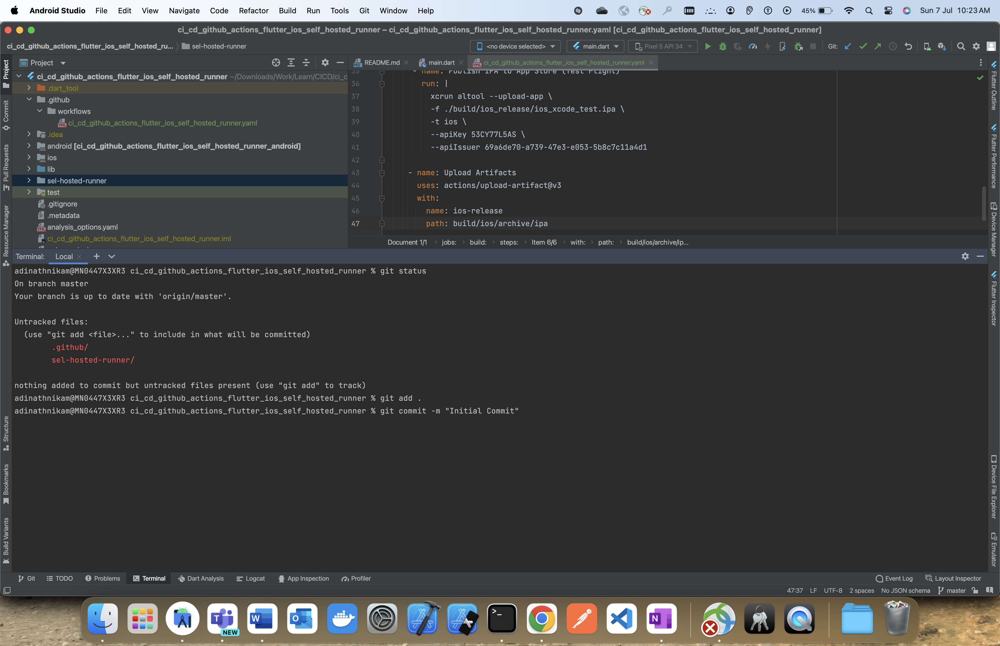 Android Studio File Edit View Navigate Code Refactor Build Run Tools Git Window Help 45% Sun 7 Jul 10:23 AM
ci_cd_github_actions_flutter_ios_self_hosted_runner – ci_cd_github_actions_flutter_ios_self_hosted_runner.yaml [ci_cd_github_actions_flutter_ios_self_hosted_runner]
ci_cd_github_actions_flutter_ios_self_hosted_ru... sel-hosted-runner <no device selected> main.dart Pixel 5 API 34 Git:
Project
README.md main.dart ci_cd_github_actions_flutter_ios_self_hosted_runner.yaml
ci_cd_github_actions_flutter_ios_self_hosted_runner ~/Downloads/Work/Learn/CICD/ci_c
.dart_tool
.github
workflows
ci_cd_github_actions_flutter_ios_self_hosted_runner.yaml
.idea
android [ci_cd_github_actions_flutter_ios_self_hosted_runner_android]
ios
lib
sel-hosted-runner
test
.gitignore
.metadata
analysis_options.yaml
ci_cd_github_actions_flutter_ios_self_hosted_runner.iml
35 - name: Publish IPA to App Store (Test Flight)
36 run: |
37 xcrun altool --upload-app \
38 -f ./build/ios_release/ios_xcode_test.ipa \
39 -t ios \
40 --apiKey 53CY77L5AS \
41 --apiIssuer 69a6de70-a739-47e3-e053-5b8c7c11a4d1
42
43 - name: Upload Artifacts
44 uses: actions/upload-artifact@v3
45 with:
46 name: ios-release
47 path: build/ios/archive/ipa
Document 1/1 › jobs: › build: › steps: › Item 6/6 › with: › path: › build/ios/archive/ip...
Terminal: Local
adinathnikam@MN0447X3XR3 ci_cd_github_actions_flutter_ios_self_hosted_runner % git status
On branch master
Your branch is up to date with 'origin/master'.
Untracked files:
(use "git add <file>..." to include in what will be committed)
.github/
sel-hosted-runner/
nothing added to commit but untracked files present (use "git add" to track)
adinathnikam@MN0447X3XR3 ci_cd_github_actions_flutter_ios_self_hosted_runner % git add .
adinathnikam@MN0447X3XR3 ci_cd_github_actions_flutter_ios_self_hosted_runner % git commit -m "Initial Commit"
Project
Commit
Pull Requests
Resource Manager
Structure
Bookmarks
Build Variants
Flutter Outline
Flutter Performance
Device Manager
Flutter Inspector
Device File Explorer
Emulator
Git TODO Problems Terminal Dart Analysis Logcat App Inspection Profiler Event Log Layout Inspector
47:37 LF UTF-8 2 spaces No JSON schema master
NEW